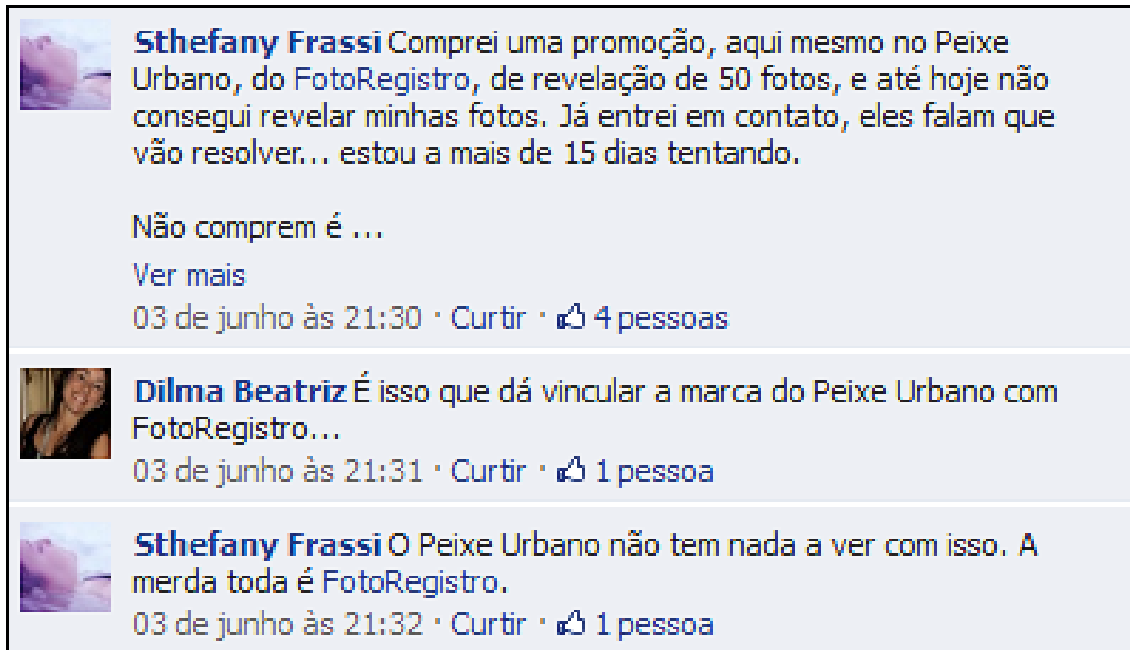 Sthefany Frassi Comprei uma promoção, aqui mesmo no Peixe
Urbano, do FotoRegistro, de revelação de 50 fotos, e até hoje não
consegui revelar minhas fotos. Já entrei em contato, eles falam que
vão resolver... estou a mais de 15 dias tentando.
Não comprem é ...
Ver mais
03 de junho às 21:30 · Curtir · 4 pessoas
Dilma Beatriz É isso que dá vincular a marca do Peixe Urbano com
FotoRegistro...
03 de junho às 21:31 · Curtir · 1 pessoa
Sthefany Frassi O Peixe Urbano não tem nada a ver com isso. A
merda toda é FotoRegistro.
03 de junho às 21:32 · Curtir · 1 pessoa